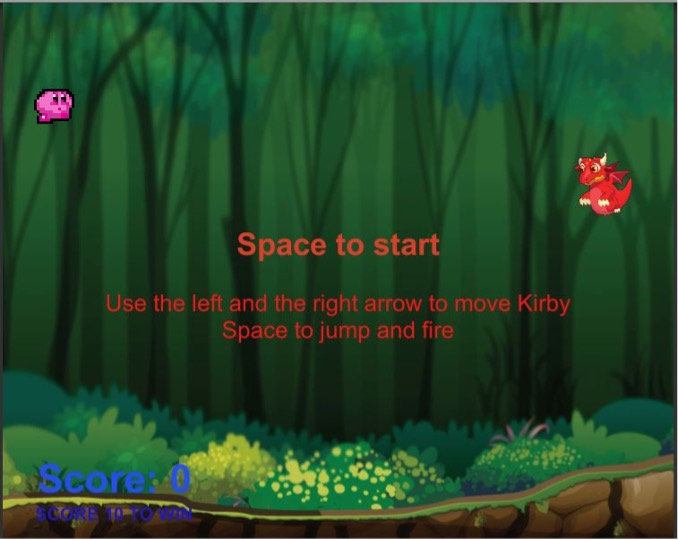 Space to start
Use the left and the right arrow to move Kirby
Space to jump and fire
Score: 0
SCORE 10 TO WIN